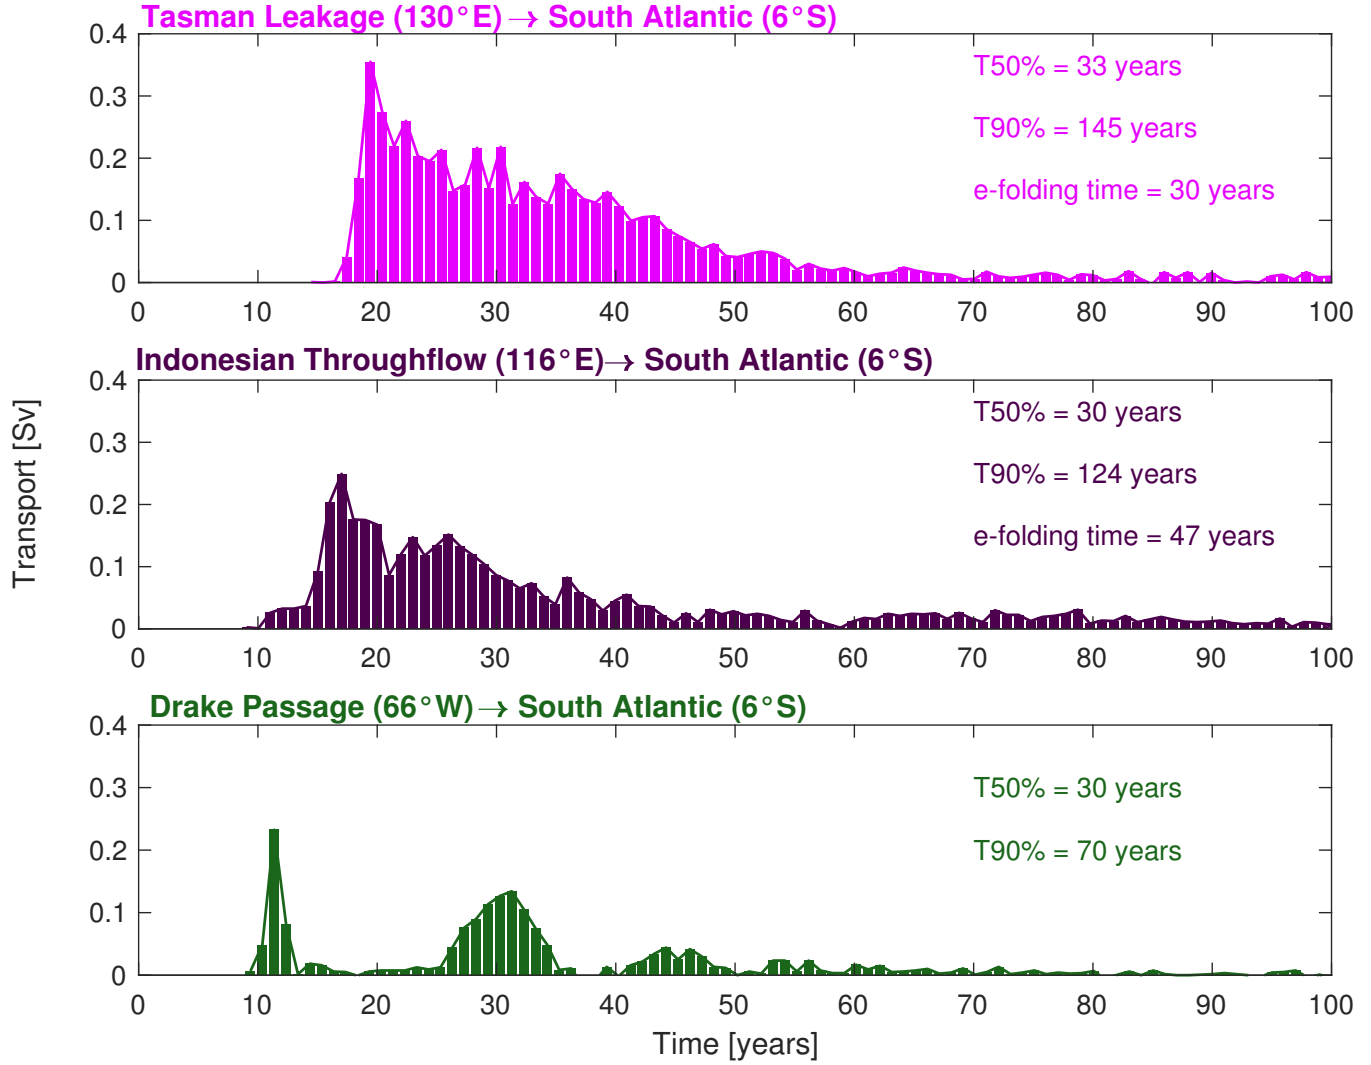 Tasman Leakage (130°E)→ South Atlantic (6°S)
0.4
0.3
0.2
0.1
0
T50% = 33 years
T90% = 145 years
e-folding time = 30 years
0 10 20 30 40 50 60 70 80 90 100
Indonesian Throughflow (116°E)→ South Atlantic (6°S)
Transport [Sv]
0.4
0.3
0.2
0.1
0
T50% = 30 years
T90% = 124 years
e-folding time = 47 years
0 10 20 30 40 50 60 70 80 90 100
Drake Passage (66°W)→ South Atlantic (6°S)
0.4
0.3
0.2
0.1
0
T50% = 30 years
T90% = 70 years
0 10 20 30 40 50 60 70 80 90 100
Time [years]